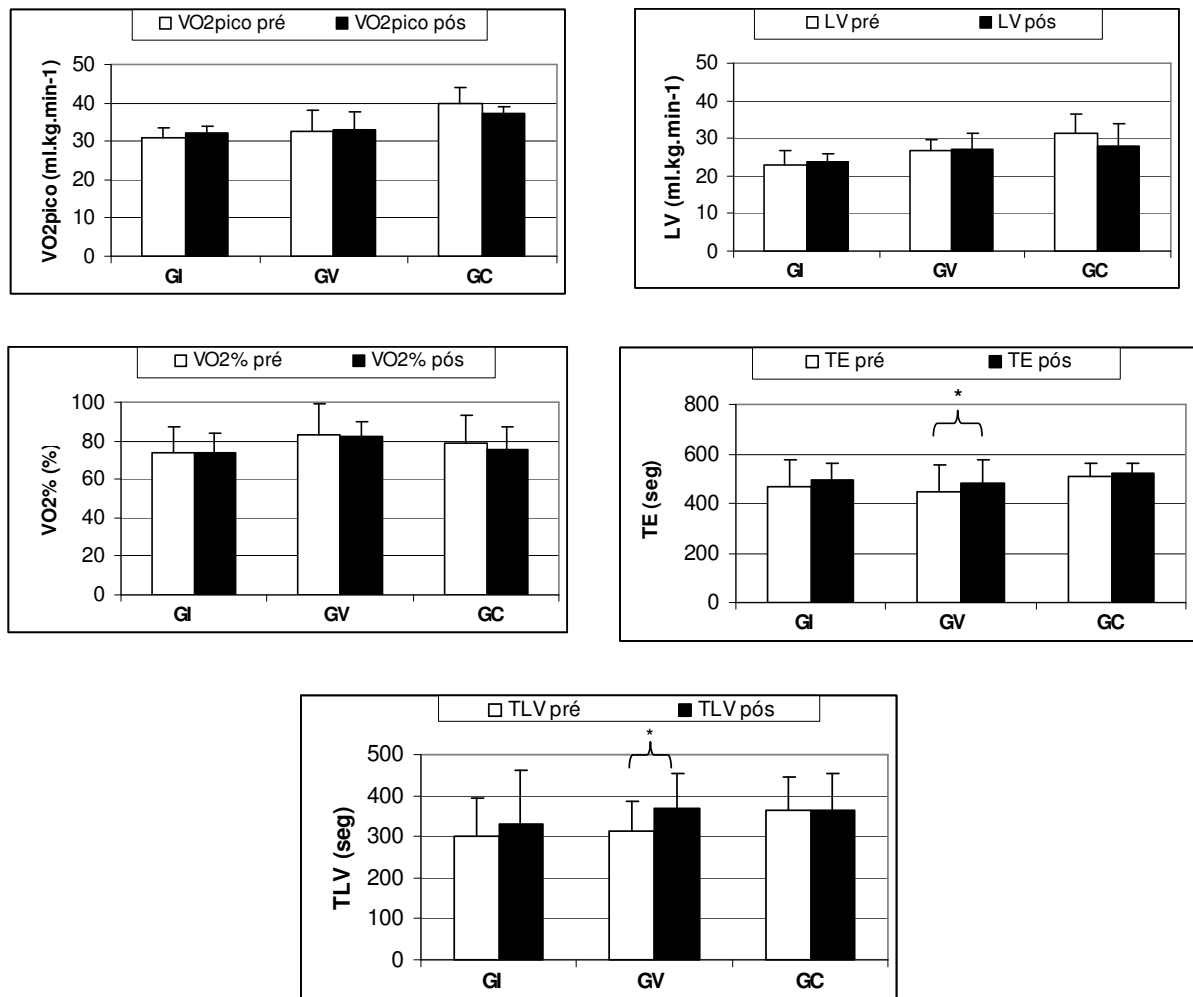 VO2pico pré VO2pico pós
VO2pico (ml.kg.min-1)
50
40
30
20
10
0
GI GV GC
LV pré LV pós
LV (ml.kg.min-1)
50
40
30
20
10
0
GI GV GC
VO2% pré VO2% pós
VO2% (%)
100
80
60
40
20
0
GI GV GC
TE pré TE pós
*
TE (seg)
800
600
400
200
0
GI GV GC
TLV pré TLV pós
*
TLV (seg)
500
400
300
200
100
0
GI GV GC